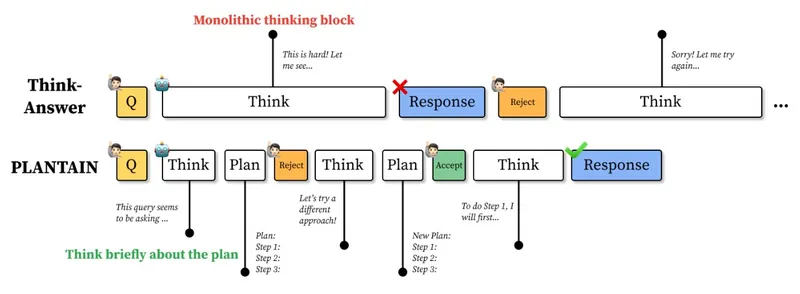 Monolithic thinking block
This is hard! Let
me see...
Sorry! Let me try
again...
Think-
Answer
Q
Think
Response
Reject
Think
...
PLANTAIN
Q
Think
Plan
Reject
Think
Plan
Accept
Think
Response
This query seems
to be asking ...
Let's try a
different
approach!
To do Step 1, I
will first...
Think briefly about the plan
Plan:
Step 1:
Step 2:
Step 3:
New Plan:
Step 1:
Step 2:
Step 3: